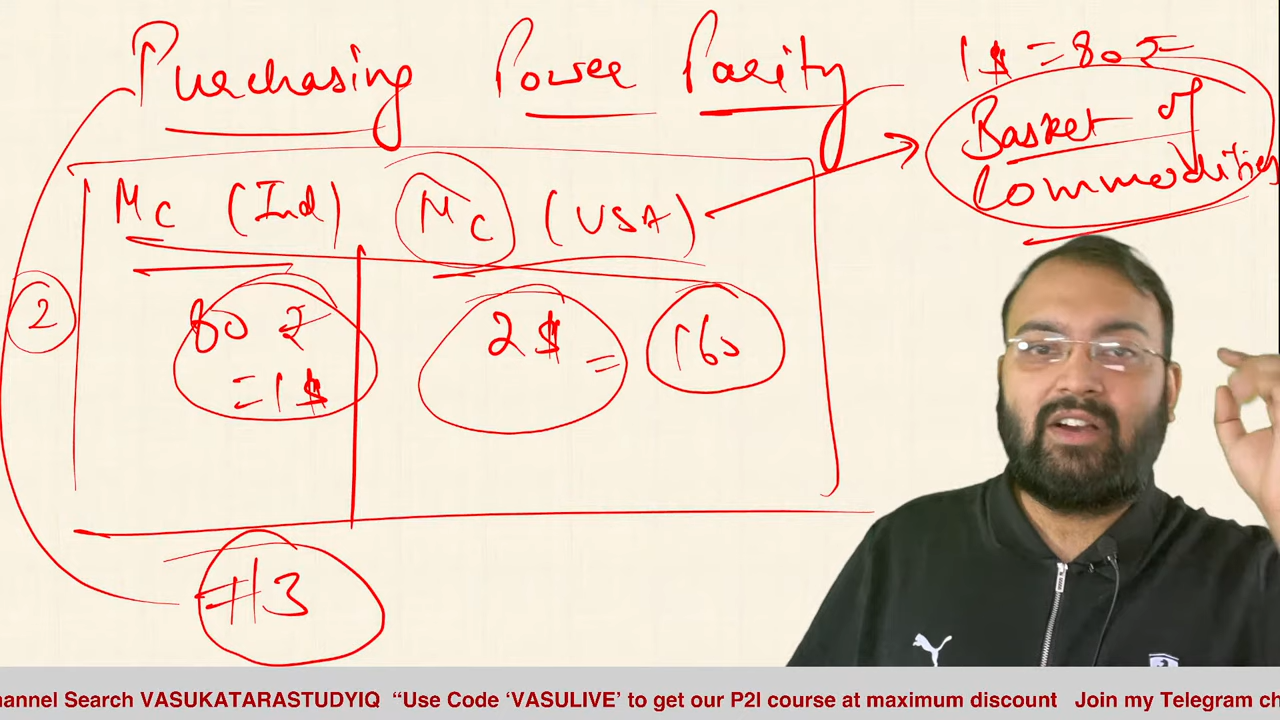 Purchasing Power Parity
1$ = 80₹
Basket of
Commodities
Mc (Ind)
Mc (USA)
2
80 ₹
= 1$
2$ = 160
#3
hannel Search VASUKATARASTUDYIQ “Use Code ‘VASULIVE’ to get our P2I course at maximum discount Join my Telegram ch